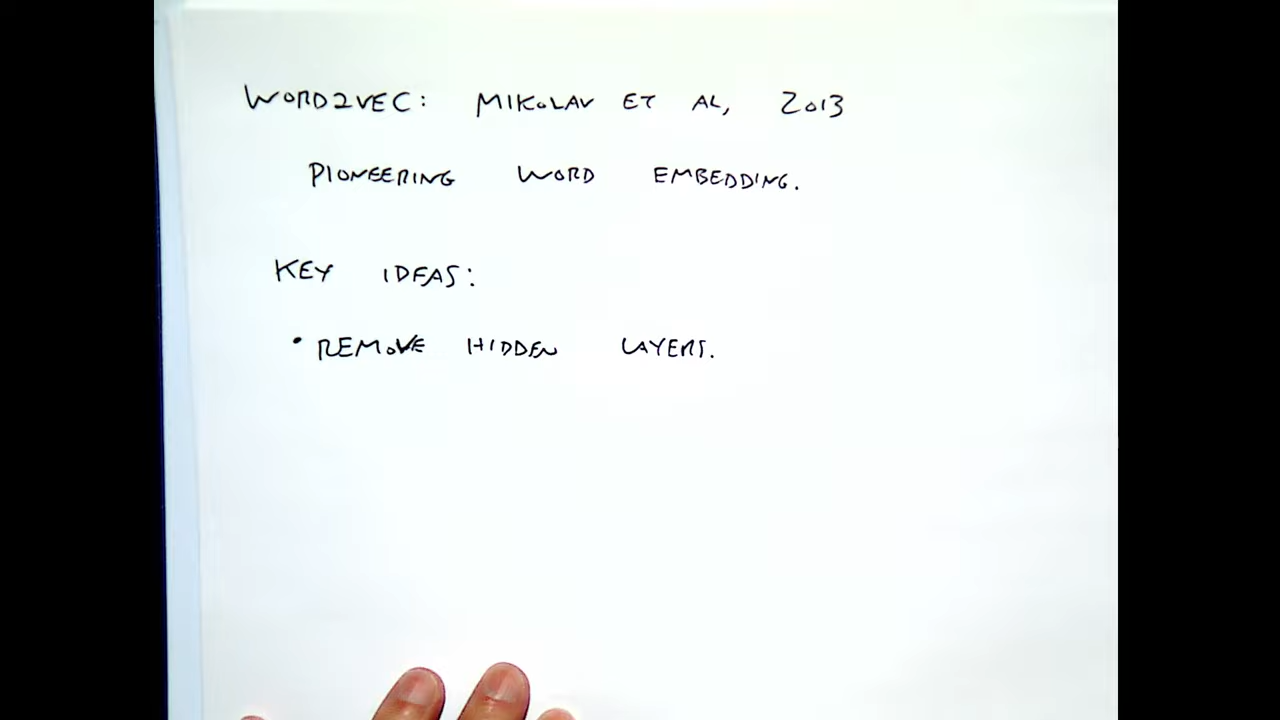 WORD2VEC: MIKOLAV ET AL, 2013
PIONEERING WORD EMBEDDING.
KEY IDEAS:
• REMOVE HIDDEN LAYERS.